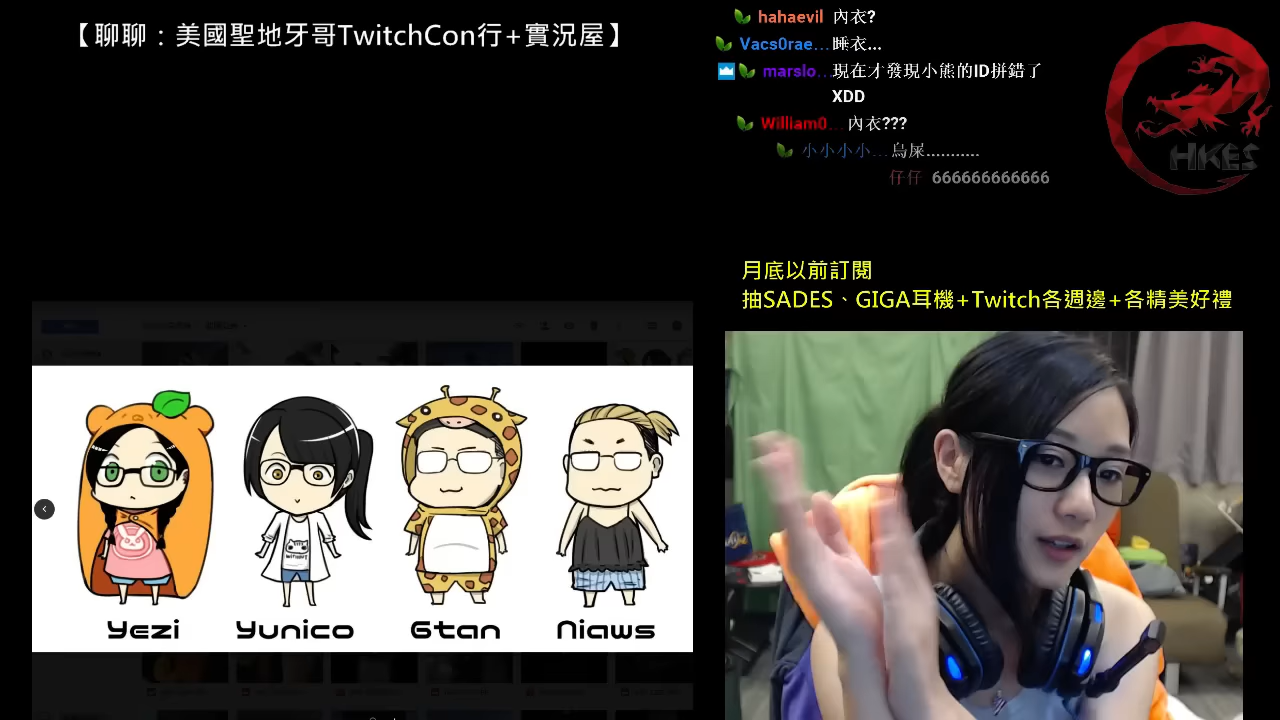 【聊聊：美國聖地牙哥TwitchCon行+實況屋】
hahaevil 內衣?
Vacs0rae... 睡衣...
marslo... 現在才發現小熊的ID拼錯了
XDD
William0... 內衣???
小小小小... 烏屎...........
仔仔 666666666666
HKES
月底以前訂閱
抽SADES、GIGA耳機+Twitch各週邊+各精美好禮
Yezi Yunico Gtan Niaws